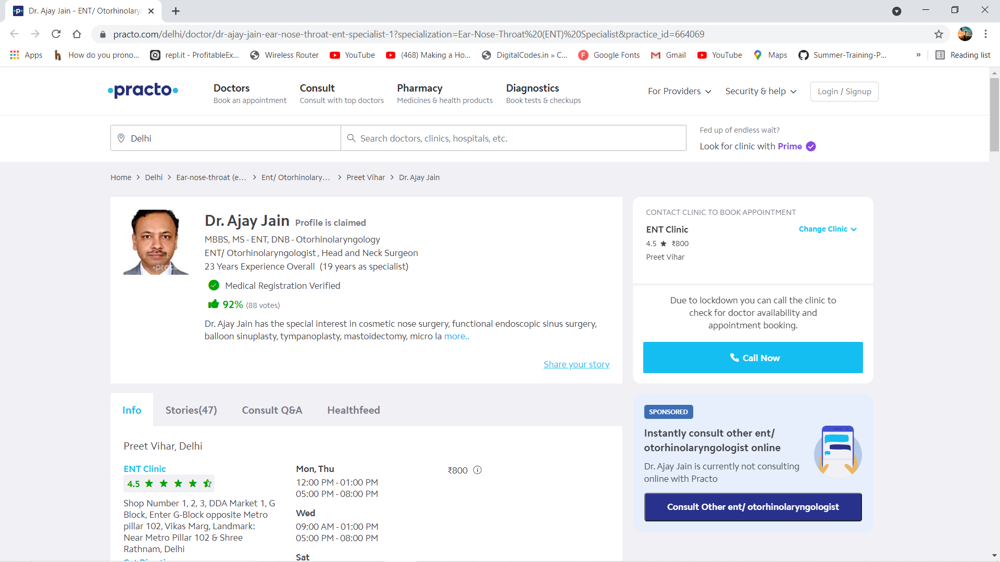 Dr. Ajay Jain - ENT/ Otorhinolary
practo.com/delhi/doctor/dr-ajay-jain-ear-nose-throat-ent-specialist-1?specialization=Ear-Nose-Throat%20(ENT)%20Specialist&practice_id=664069
Apps How do you prono... repl.it - ProfitableEx... Wireless Router YouTube (468) Making a Ho... DigitalCodes.in » C... Google Fonts Gmail YouTube Maps Summer-Training-P... » Reading list
•practo•
Doctors Consult Pharmacy Diagnostics
Book an appointment Consult with top doctors Medicines & health products Book tests & checkups
For Providers Security & help Login / Signup
Delhi Search doctors, clinics, hospitals, etc.
Fed up of endless wait?
Look for clinic with Prime
Home > Delhi > Ear-nose-throat (e... > Ent/ Otorhinolary... > Preet Vihar > Dr. Ajay Jain
Dr. Ajay Jain Profile is claimed
MBBS, MS - ENT, DNB - Otorhinolaryngology
ENT/ Otorhinolaryngologist , Head and Neck Surgeon
23 Years Experience Overall (19 years as specialist)
Medical Registration Verified
92% (88 votes)
Dr. Ajay Jain has the special interest in cosmetic nose surgery, functional endoscopic sinus surgery,
balloon sinuplasty, tympanoplasty, mastoidectomy, micro la more..
Share your story
CONTACT CLINIC TO BOOK APPOINTMENT
ENT Clinic Change Clinic
4.5 ★ ₹800
Preet Vihar
Due to lockdown you can call the clinic to
check for doctor availability and
appointment booking.
Call Now
Info Stories(47) Consult Q&A Healthfeed
Preet Vihar, Delhi
ENT Clinic
4.5
Shop Number 1, 2, 3, DDA Market 1, G
Block, Enter G-Block opposite Metro
pillar 102, Vikas Marg, Landmark:
Near Metro Pillar 102 & Shree
Rathnam, Delhi
Mon, Thu
12:00 PM - 01:00 PM
05:00 PM - 08:00 PM
Wed
09:00 AM - 01:00 PM
05:00 PM - 08:00 PM
Sat
₹800
SPONSORED
Instantly consult other ent/
otorhinolaryngologist online
Dr. Ajay Jain is currently not consulting
online with Practo
Consult Other ent/ otorhinolaryngologist